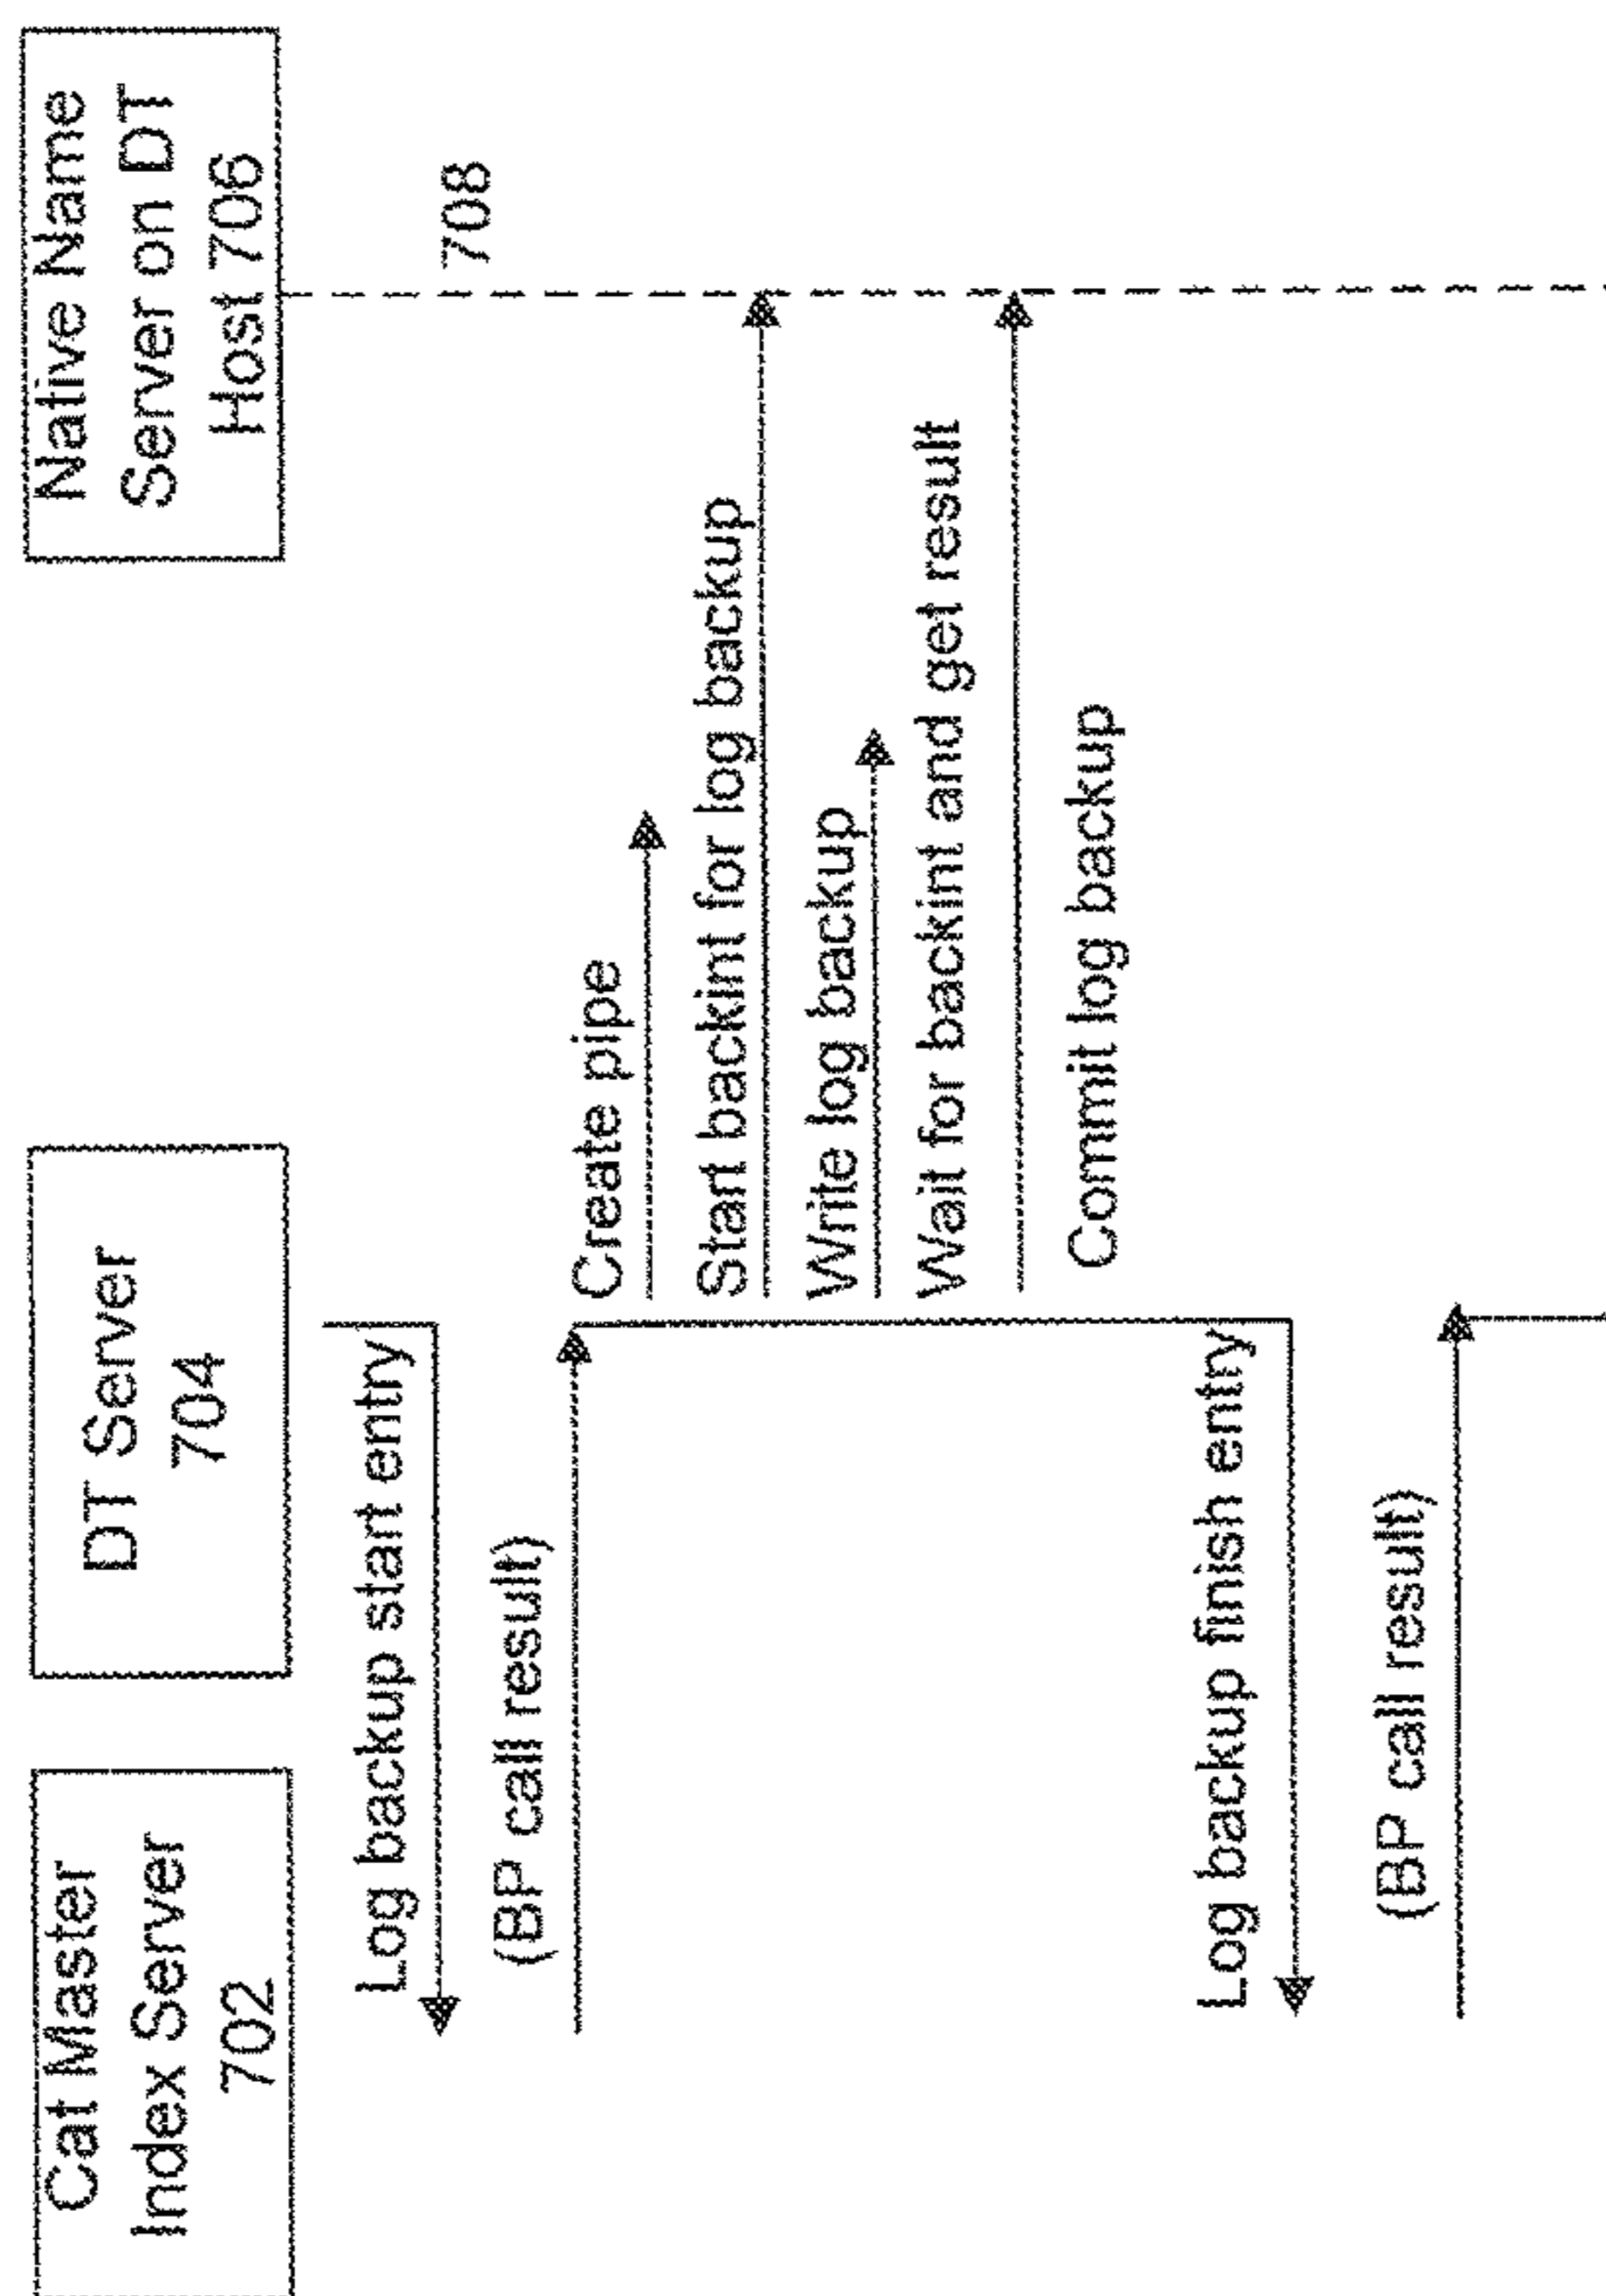 Cat Master
Index Server
702
DT Server
704
Native Name
Server on DT
Host 706
Log backup start entry
708
(BP call result)
Create pipe
Start backint for log backup
Write log backup
Wait for backint and get result
Commit log backup
Log backup finish entry
(BP call result)